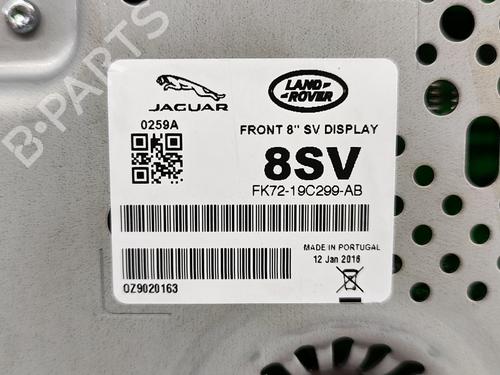 B-PARTS
JAGUAR
LAND-
-ROVER
0259A
FRONT 8" SV DISPLAY
8SV
FK72-19C299-AB
MADE IN PORTUGAL
12 Jan 2016
OZ9020163